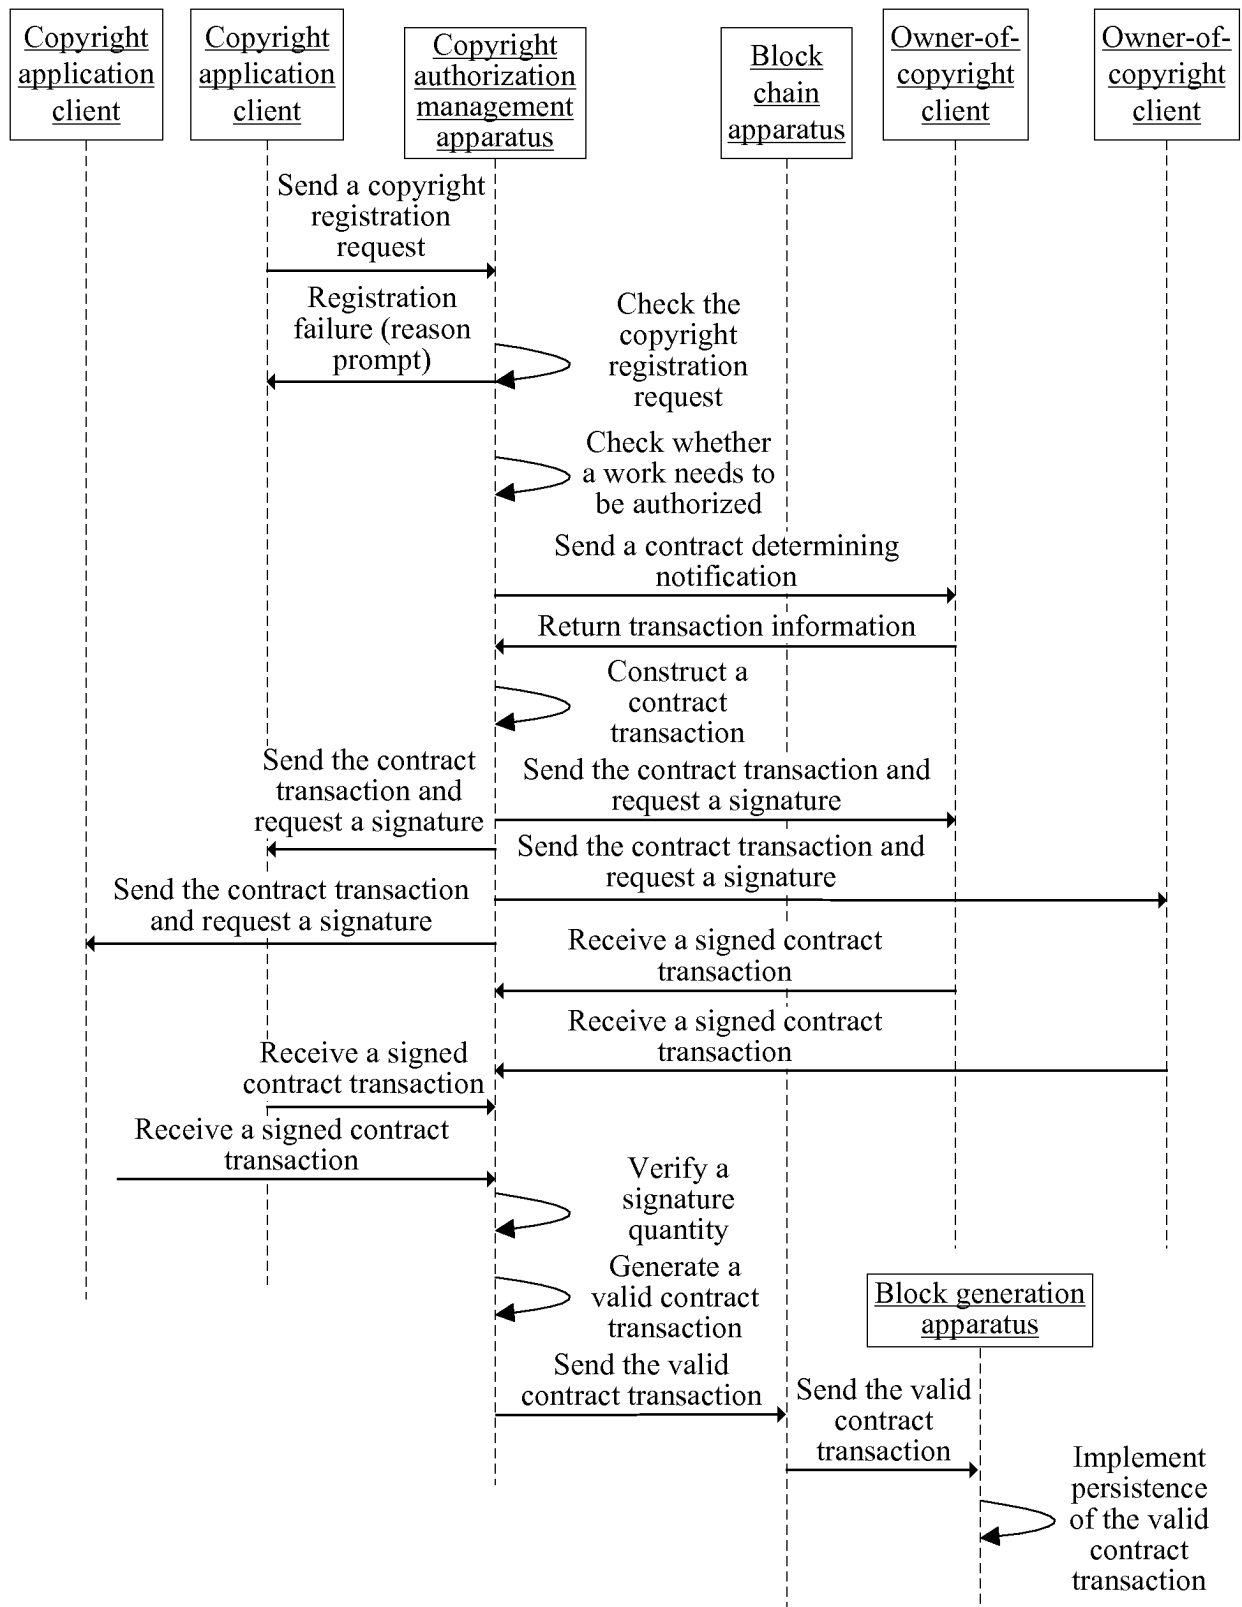 Copyright
application
client
Copyright
application
client
Copyright
authorization
management
apparatus
Block
chain
apparatus
Owner-of-
copyright
client
Owner-of-
copyright
client
Send a copyright
registration
request
Registration
failure (reason
prompt)
Check the
copyright
registration
request
Check whether
a work needs to
be authorized
Send a contract determining
notification
Return transaction information
Construct a
contract
transaction
Send the contract
transaction and
request a signature
Send the contract transaction and
request a signature
Send the contract transaction and
request a signature
Send the contract transaction
and request a signature
Receive a signed contract
transaction
Receive a signed contract
transaction
Receive a signed
contract transaction
Receive a signed contract
transaction
Verify a
signature
quantity
Generate a
valid contract
transaction
Block generation
apparatus
Send the valid
contract transaction
Send the valid
contract
transaction
Implement
persistence
of the valid
contract
transaction